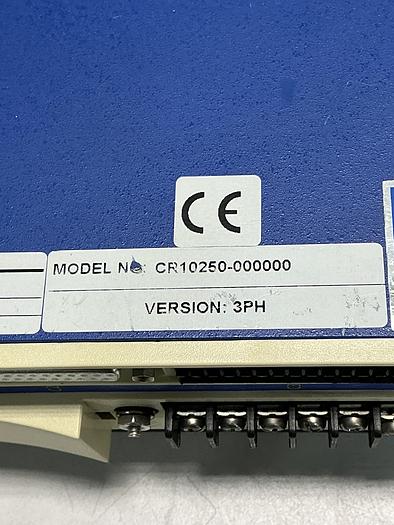 CE
MODEL NO: CR10250-000000
VERSION: 3PH